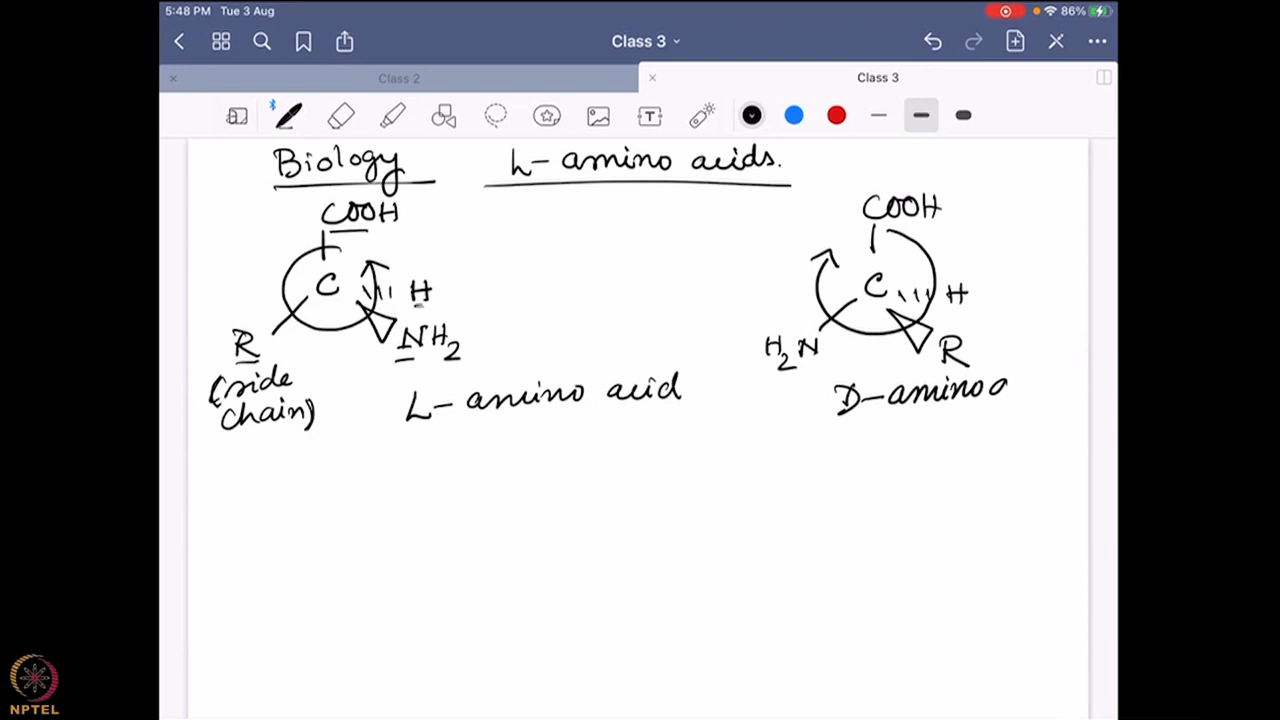 5:48 PM Tue 3 Aug
86%
Class 3
Class 2
Class 3
T
Biology L- amino acids.
COOH
C
H
R
NH2
(side
chain)
L- amino acid
COOH
C
H
H2N
R
D-amino a
NPTEL